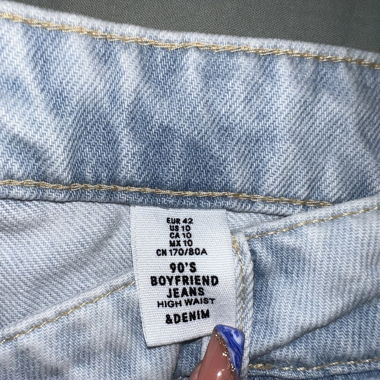 EUR 42
US 10
CA 10
MX 10
CN 170/80A
90'S
BOYFRIEND
JEANS
HIGH WAIST
&DENIM